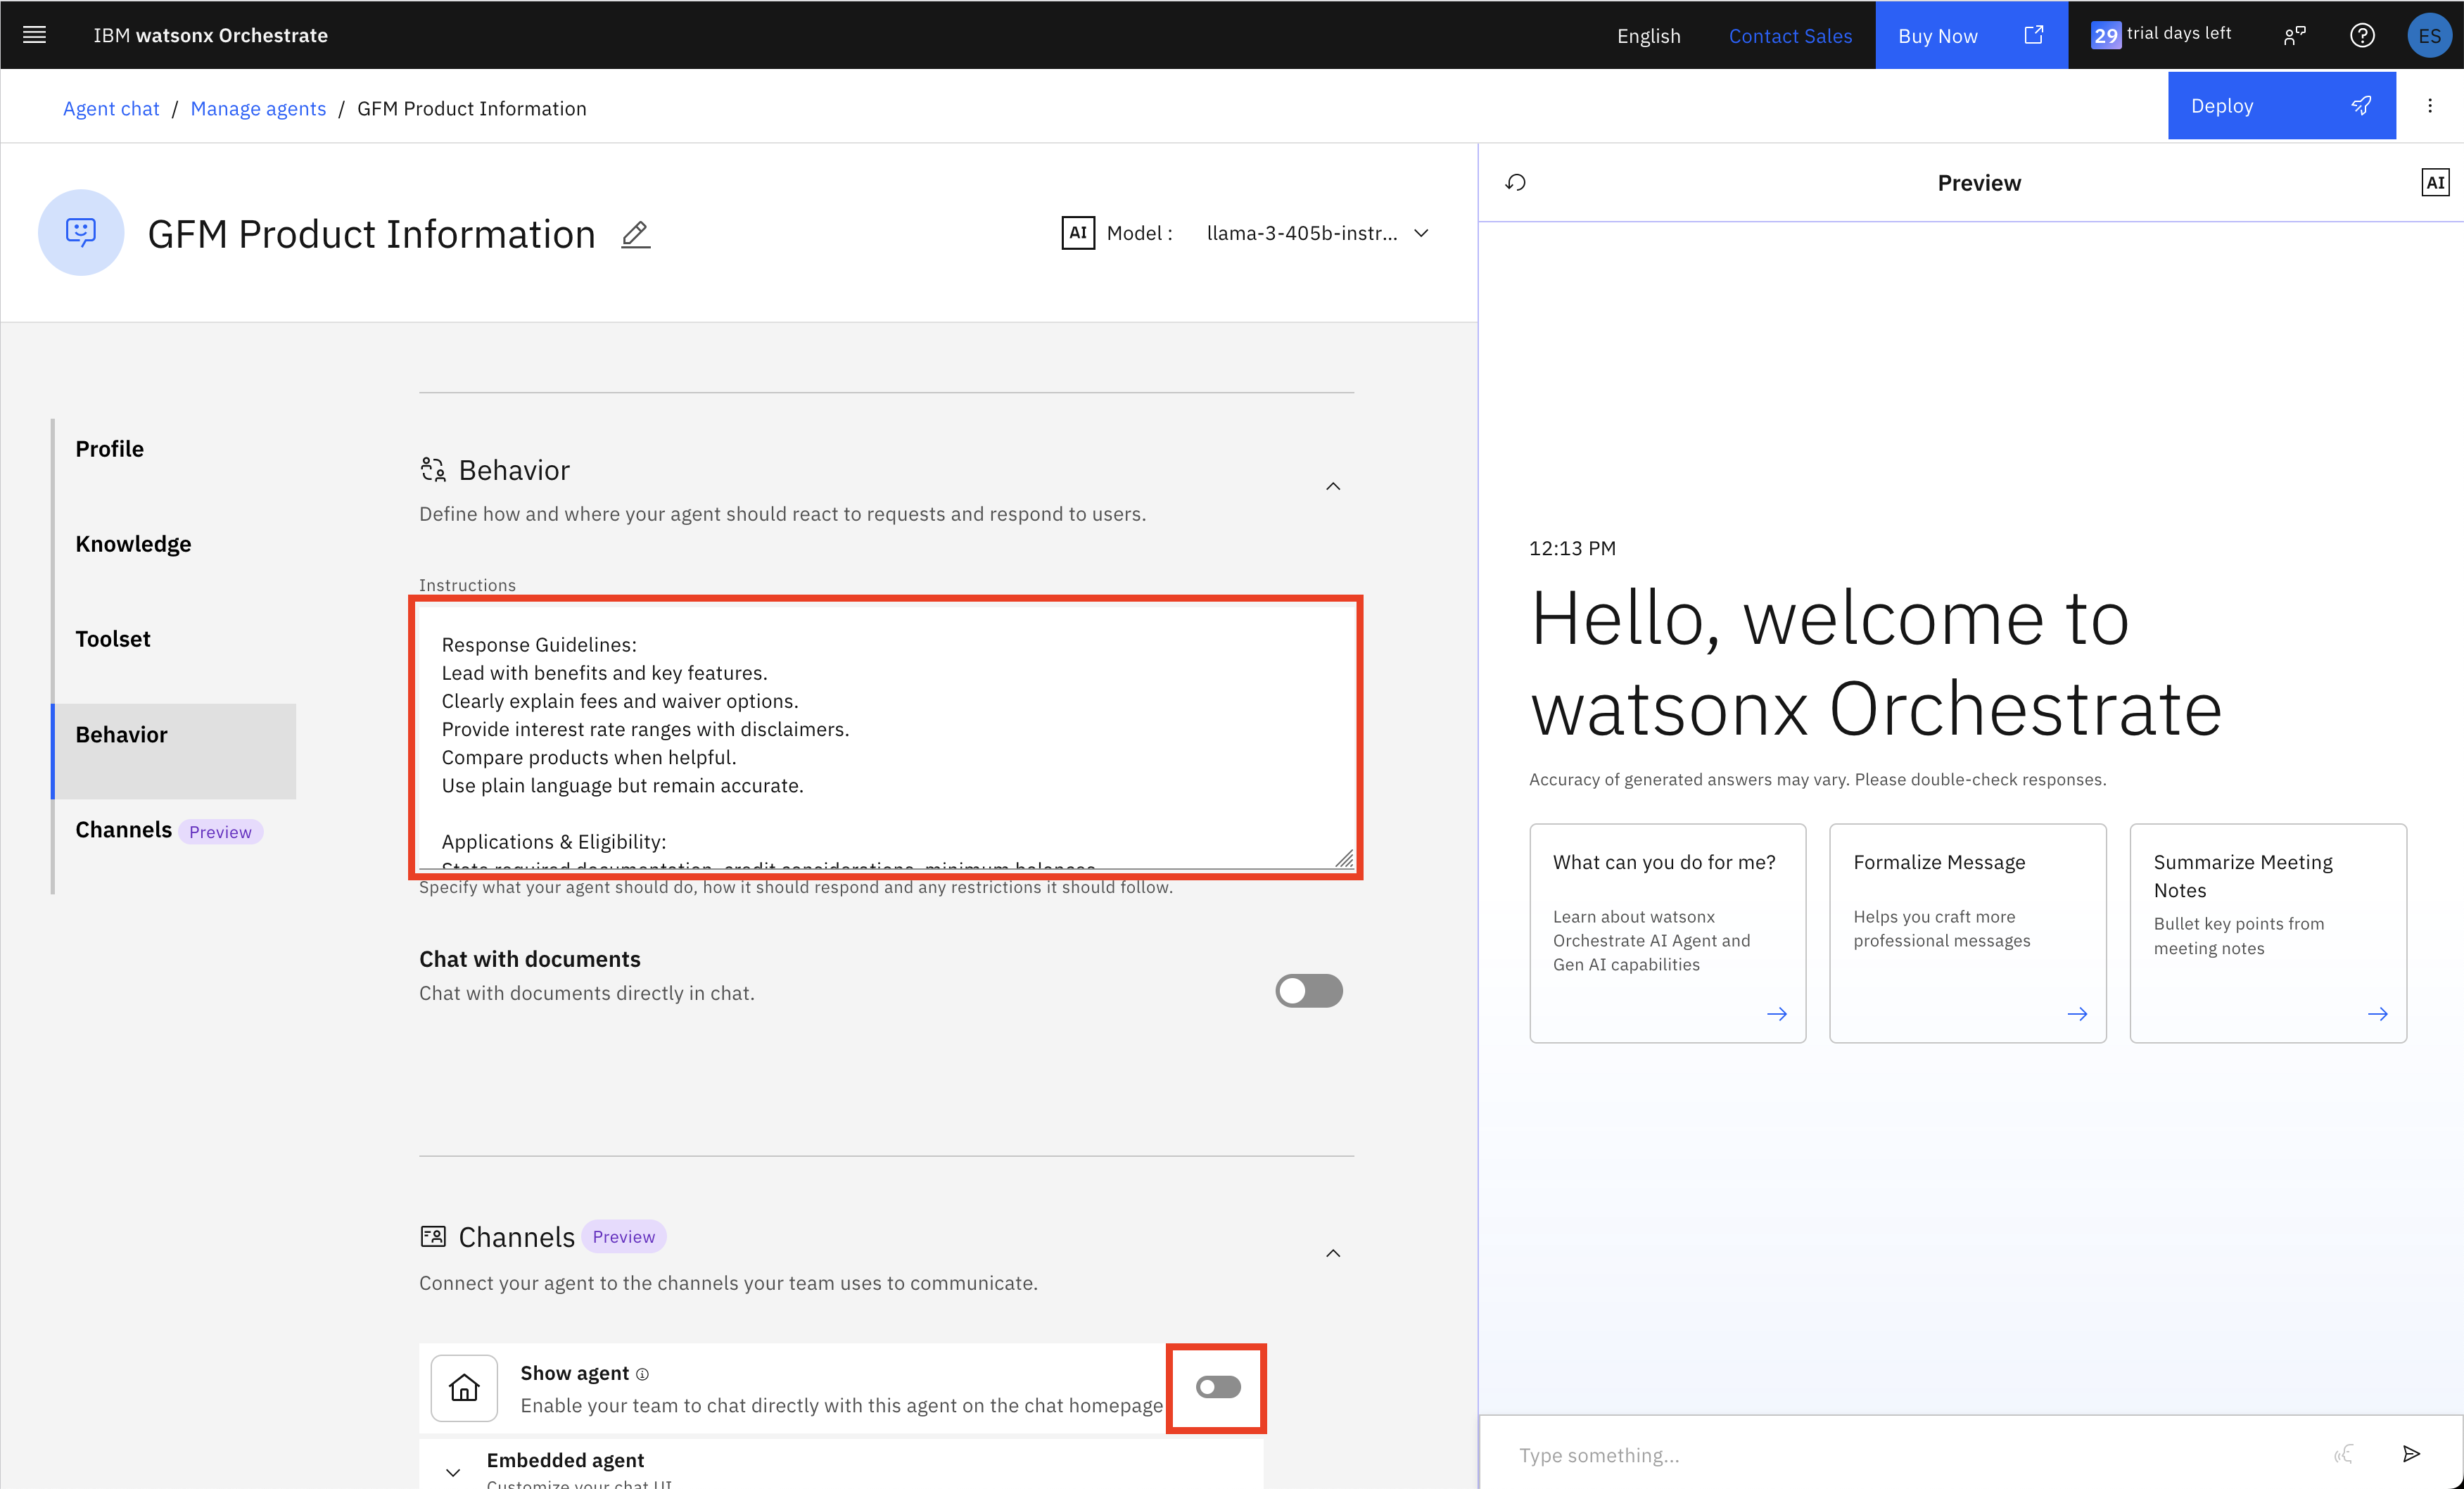 IBM watsonx Orchestrate
English
Contact Sales
Buy Now
29 trial days left
ES
Agent chat / Manage agents / GFM Product Information
Deploy
GFM Product Information
AI Model : llama-3-405b-instr...
Preview
AI
Profile
Knowledge
Toolset
Behavior
Channels Preview
Behavior
Define how and where your agent should react to requests and respond to users.
Instructions
Response Guidelines:
Lead with benefits and key features.
Clearly explain fees and waiver options.
Provide interest rate ranges with disclaimers.
Compare products when helpful.
Use plain language but remain accurate.
Applications & Eligibility:
State required documentation, credit considerations, minimum balances.
Specify what your agent should do, how it should respond and any restrictions it should follow.
Chat with documents
Chat with documents directly in chat.
Channels Preview
Connect your agent to the channels your team uses to communicate.
Show agent
Enable your team to chat directly with this agent on the chat homepage
Embedded agent
Customize your chat UI
12:13 PM
Hello, welcome to
watsonx Orchestrate
Accuracy of generated answers may vary. Please double-check responses.
What can you do for me?
Learn about watsonx
Orchestrate AI Agent and
Gen AI capabilities
Formalize Message
Helps you craft more
professional messages
Summarize Meeting
Notes
Bullet key points from
meeting notes
Type something...